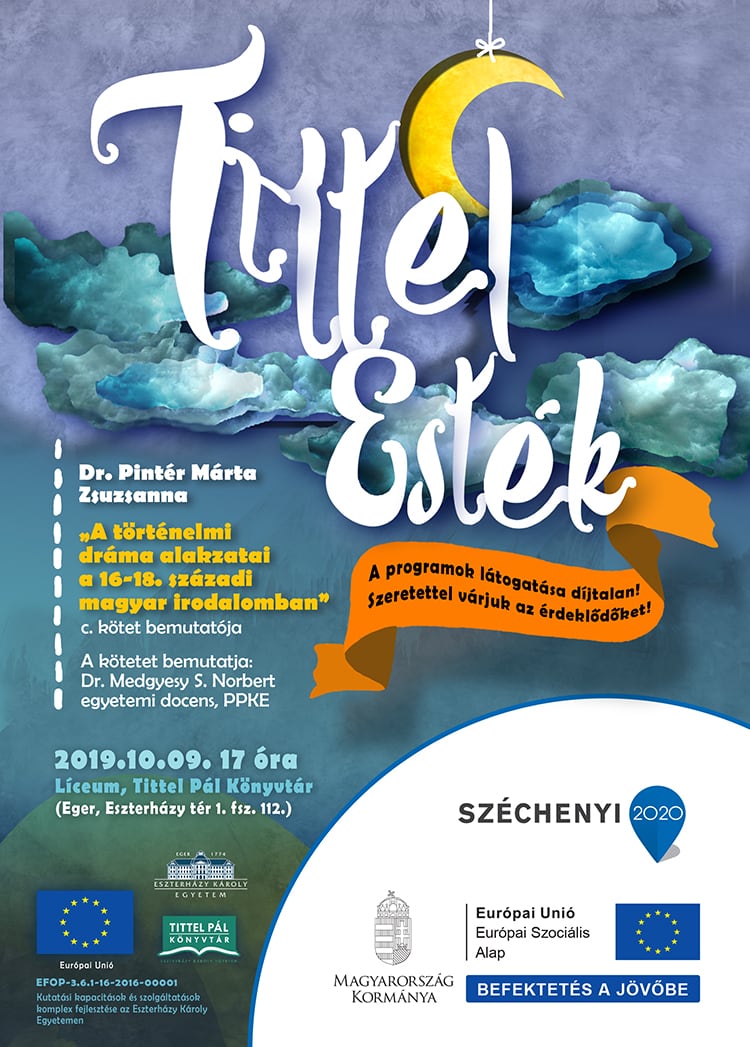 Tittel
Esték
Dr. Pintér Márta
Zsuzsanna
„A történelmi
dráma alakzatai
a 16-18. századi
magyar irodalomban”
c. kötet bemutatója
A kötetet bemutatja:
Dr. Medgyesy S. Norbert
egyetemi docens, PPKE
A programok látogatása díjtalan!
Szeretettel várjuk az érdeklődőket!
2019.10.09. 17 óra
Líceum, Tittel Pál Könyvtár
(Eger, Eszterházy tér 1. fsz. 112.)
SZÉCHENYI 2020
EGER 1774
ESZTERHÁZY KÁROLY
EGYETEM
TITTEL PÁL
KÖNYVTÁR
ESZTERHÁZY KÁROLY EGYETEM
Európai Unió
EFOP-3.6.1-16-2016-00001
Kutatási kapacitások és szolgáltatások
komplex fejlesztése az Eszterházy Károly
Egyetemen
MAGYARORSZÁG
KORMÁNYA
Európai Unió
Európai Szociális
Alap
BEFEKTETÉS A JÖVŐBE